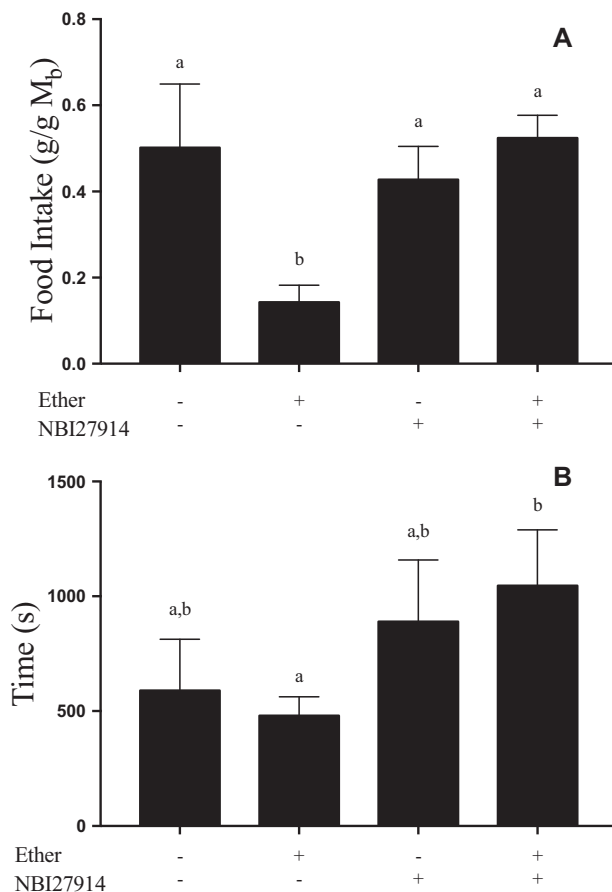 A
Food Intake (g/g Mb)
0.8
0.6
0.4
0.2
0.0
a
b
a
a
Ether - + - +
NBI27914 - - + +
B
Time (s)
1500
1000
500
0
a,b
a
a,b
b
Ether - + - +
NBI27914 - - + +